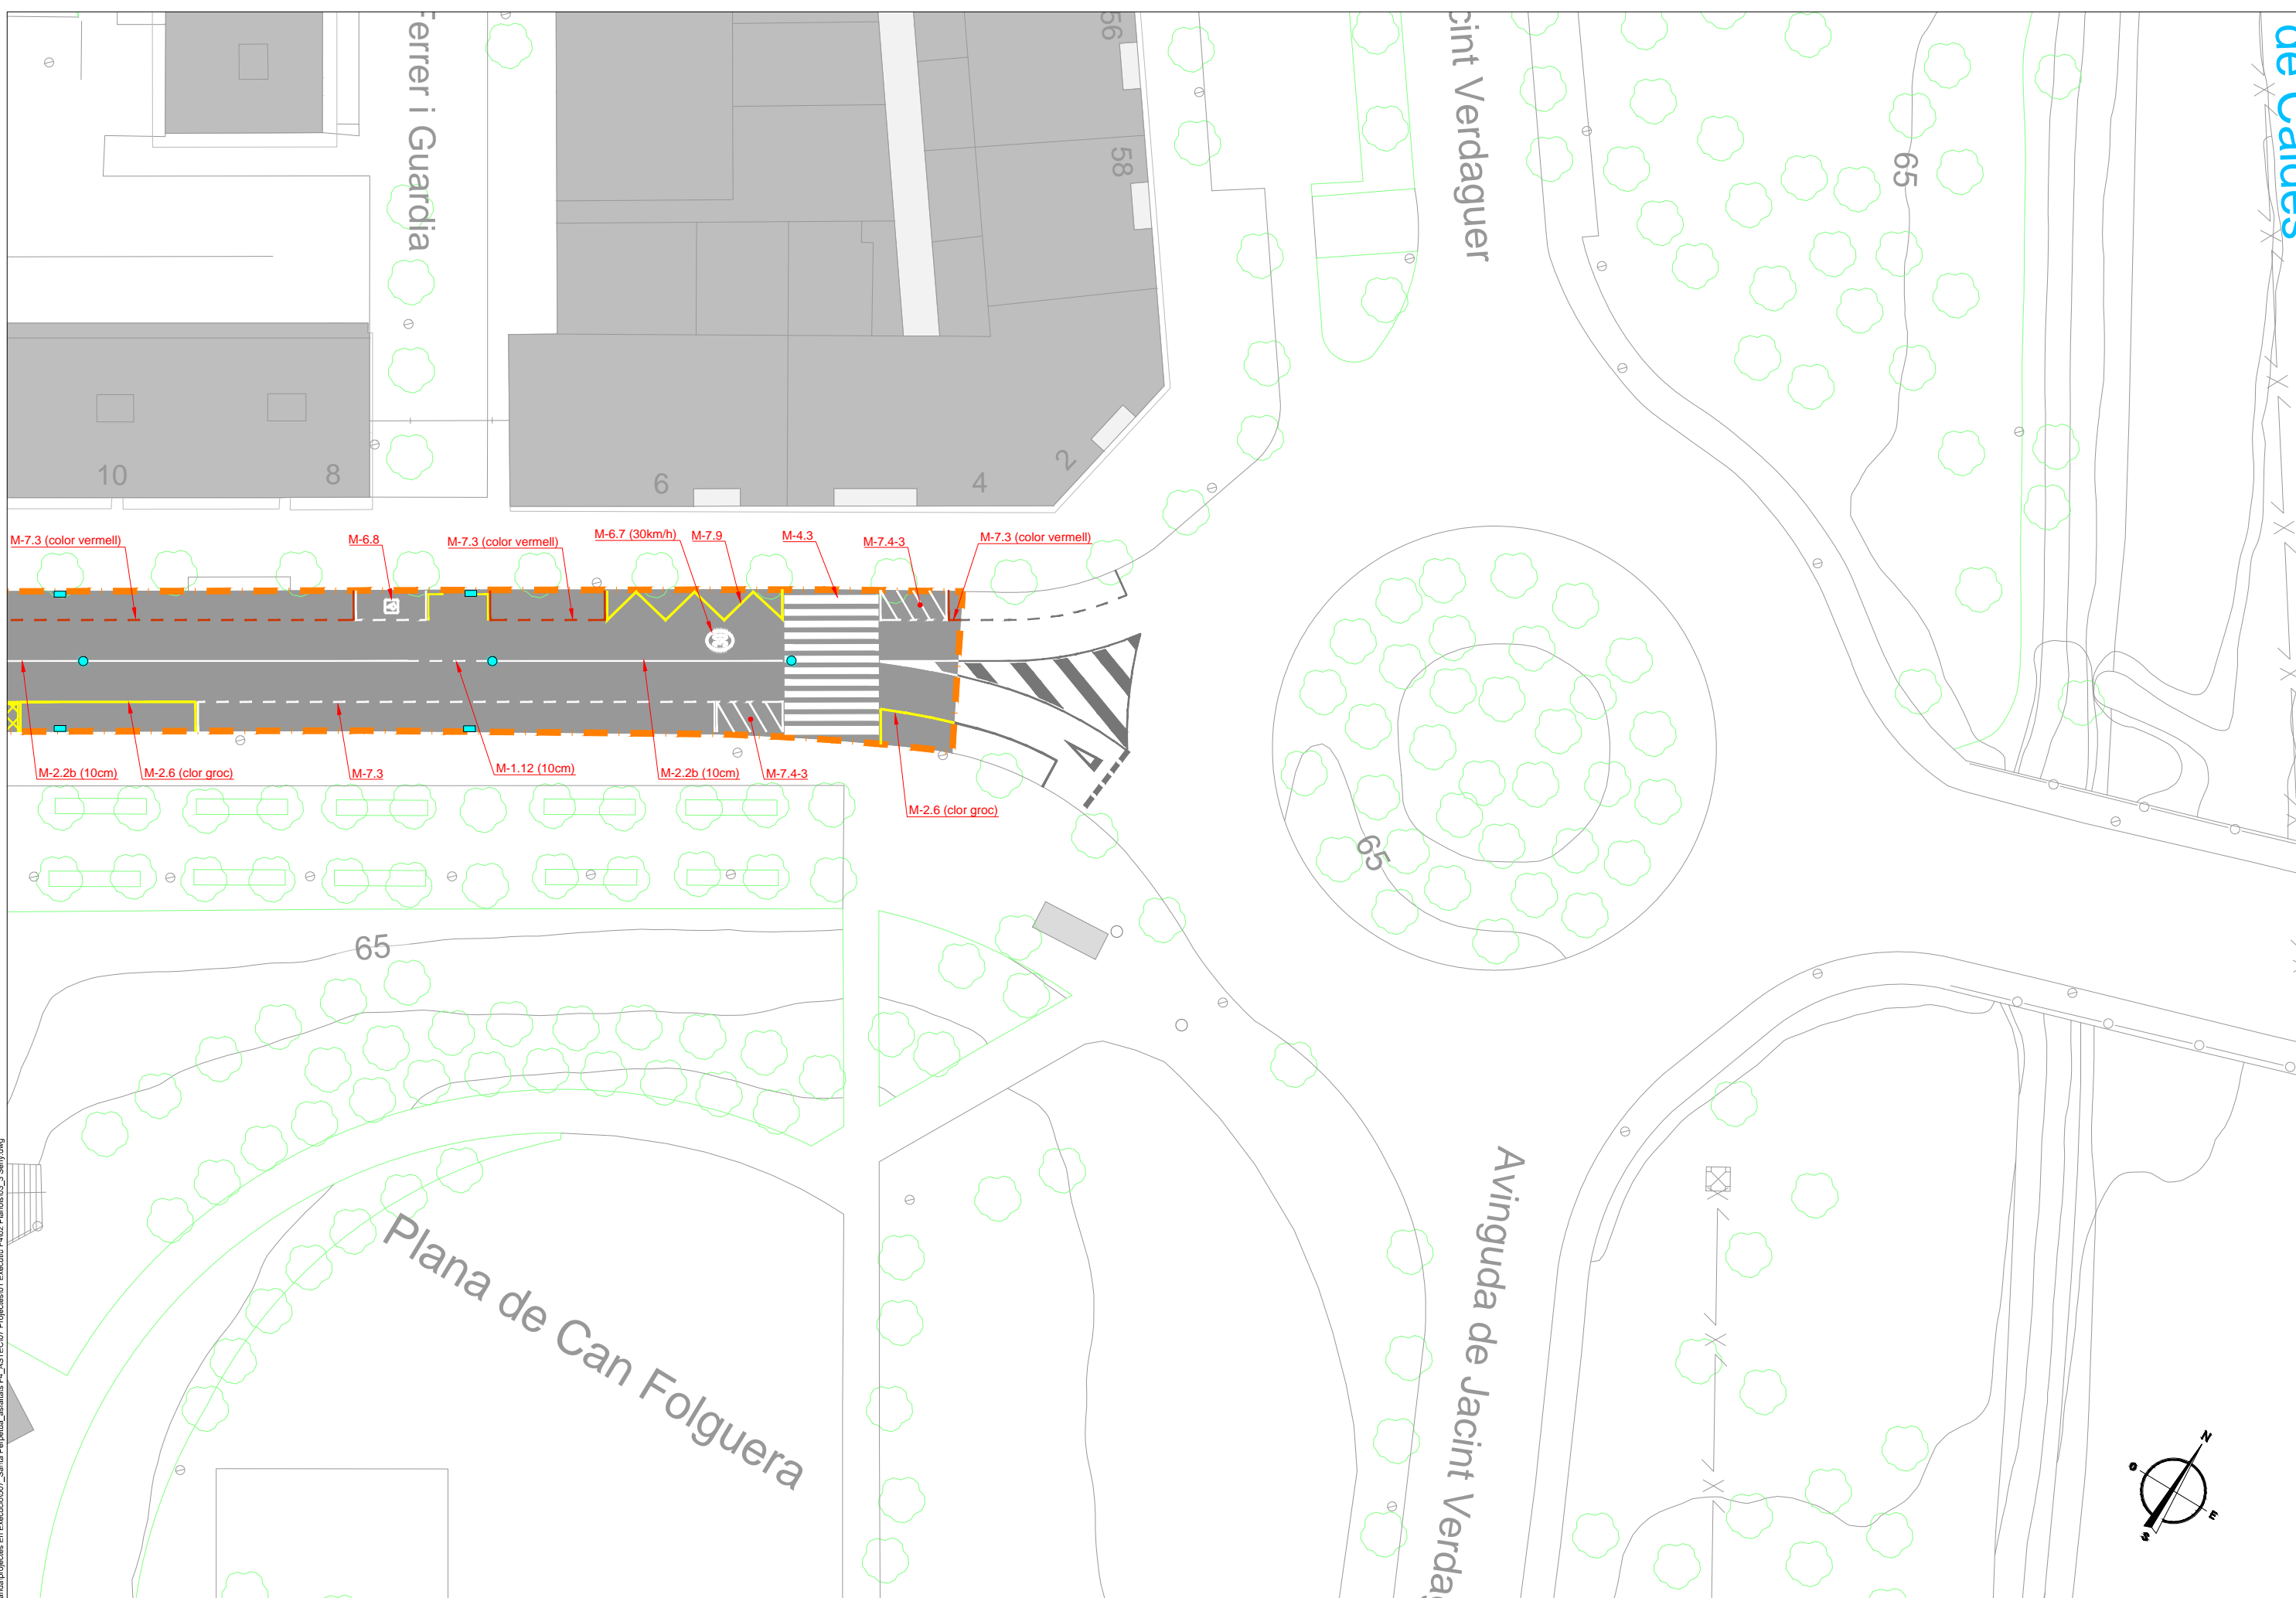 Ferrer i Guardia
56
58
cint Verdaguer
65
de Caldes
10
8
6
4
2
M-7.3 (color vermell)
M-6.8
M-7.3 (color vermell)
M-6.7 (30km/h)
M-7.9
M-4.3
M-7.4-3
M-7.3 (color vermell)
M-2.2b (10cm)
M-2.6 (clor groc)
M-7.3
M-1.12 (10cm)
M-2.2b (10cm)
M-7.4-3
M-2.6 (clor groc)
65
65
Plana de Can Folguera
Avinguda de Jacint Verdag
N
O
E
S